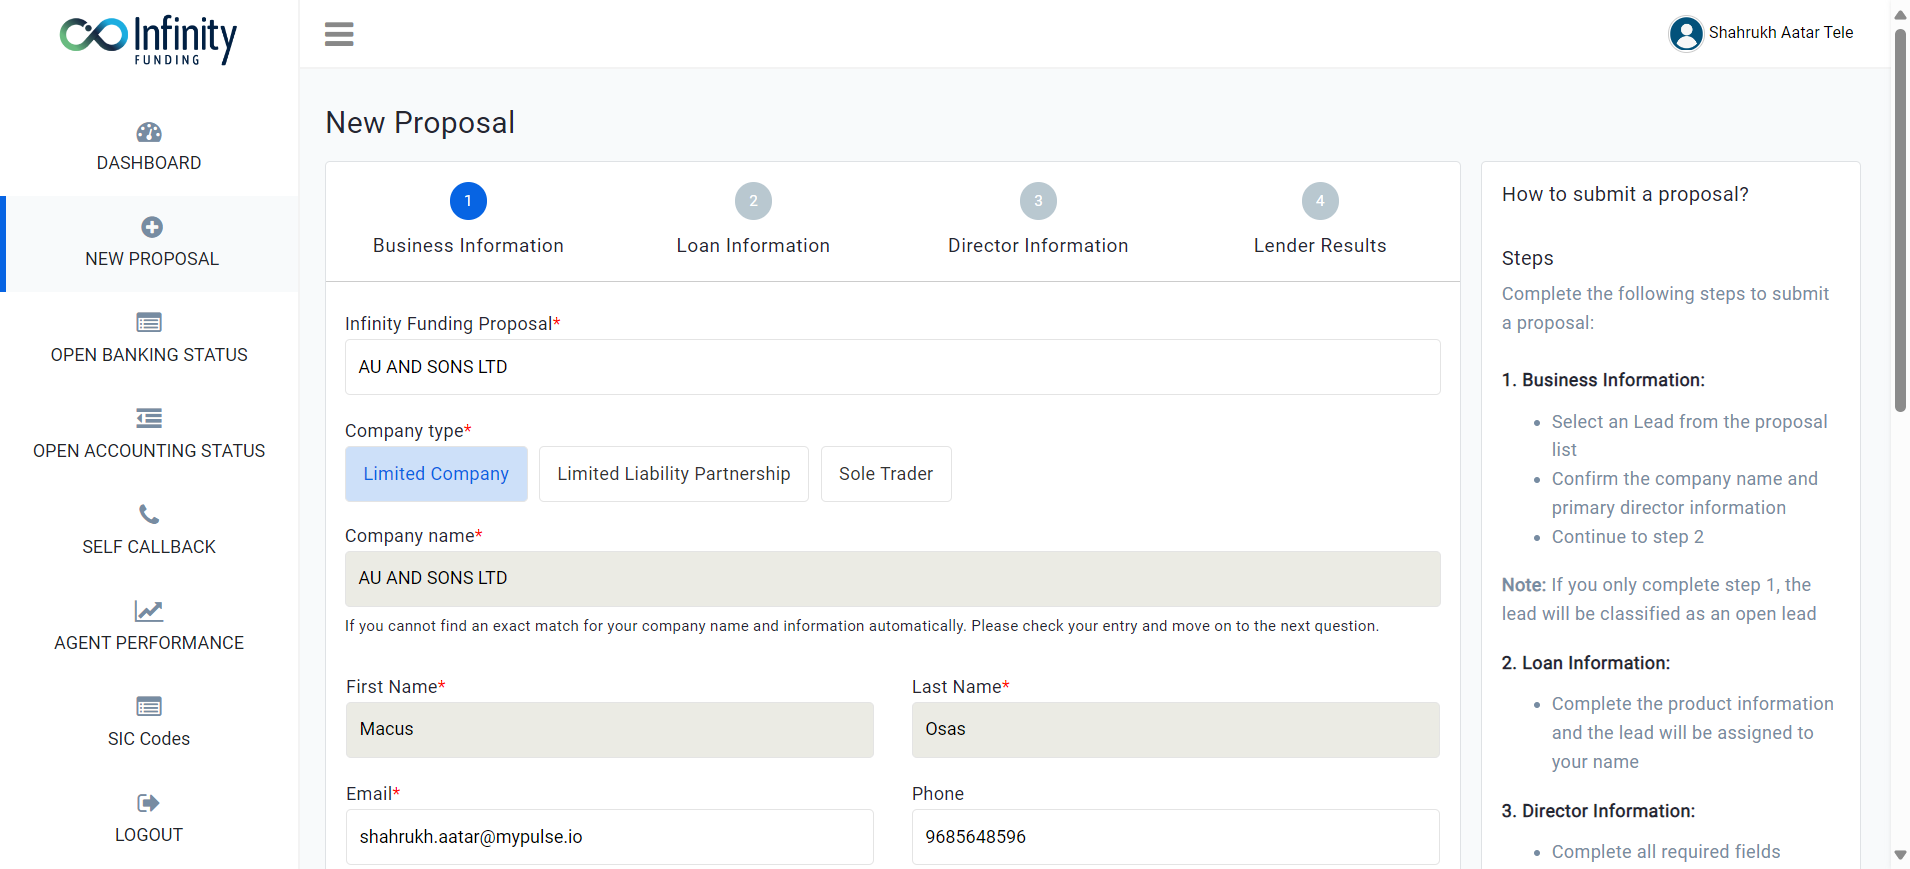 Infinity
FUNDING
DASHBOARD
NEW PROPOSAL
OPEN BANKING STATUS
OPEN ACCOUNTING STATUS
SELF CALLBACK
AGENT PERFORMANCE
SIC Codes
LOGOUT
Shahrukh Aatar Tele
New Proposal
1
2
3
4
Business Information
Loan Information
Director Information
Lender Results
Infinity Funding Proposal*
AU AND SONS LTD
Company type*
Limited Company
Limited Liability Partnership
Sole Trader
Company name*
AU AND SONS LTD
If you cannot find an exact match for your company name and information automatically. Please check your entry and move on to the next question.
First Name*
Last Name*
Macus
Osas
Email*
Phone
shahrukh.aatar@mypulse.io
9685648596
How to submit a proposal?
Steps
Complete the following steps to submit
a proposal:
1. Business Information:
• Select an Lead from the proposal
list
• Confirm the company name and
primary director information
• Continue to step 2
Note: If you only complete step 1, the
lead will be classified as an open lead
2. Loan Information:
• Complete the product information
and the lead will be assigned to
your name
3. Director Information:
• Complete all required fields